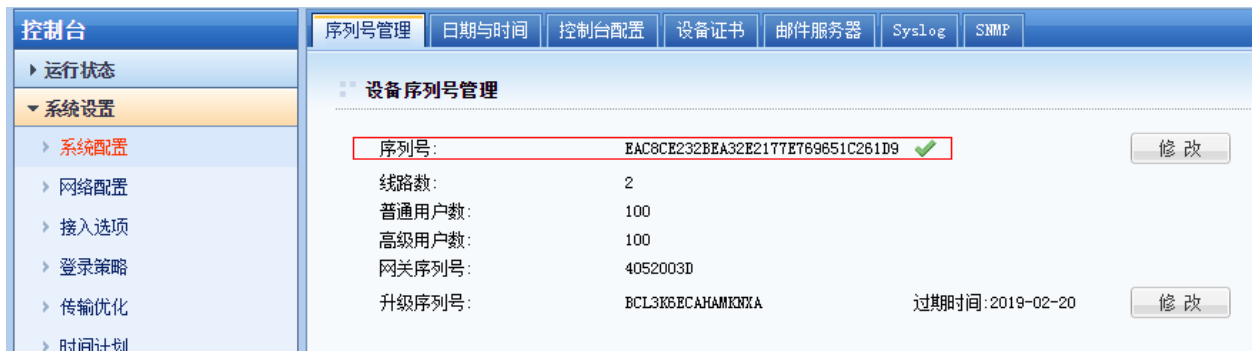 控制台
运行状态
系统设置
系统配置
网络配置
接入选项
登录策略
传输优化
时间计划
序列号管理 日期与时间 控制台配置 设备证书 邮件服务器 Syslog SNMP
设备序列号管理
序列号: EAC8CE232BEA32E2177E769651C261D9 修改
线路数: 2
普通用户数: 100
高级用户数: 100
网关序列号: 4052003D
升级序列号: BCL3K6ECAHAMKNXA 过期时间:2019-02-20 修改